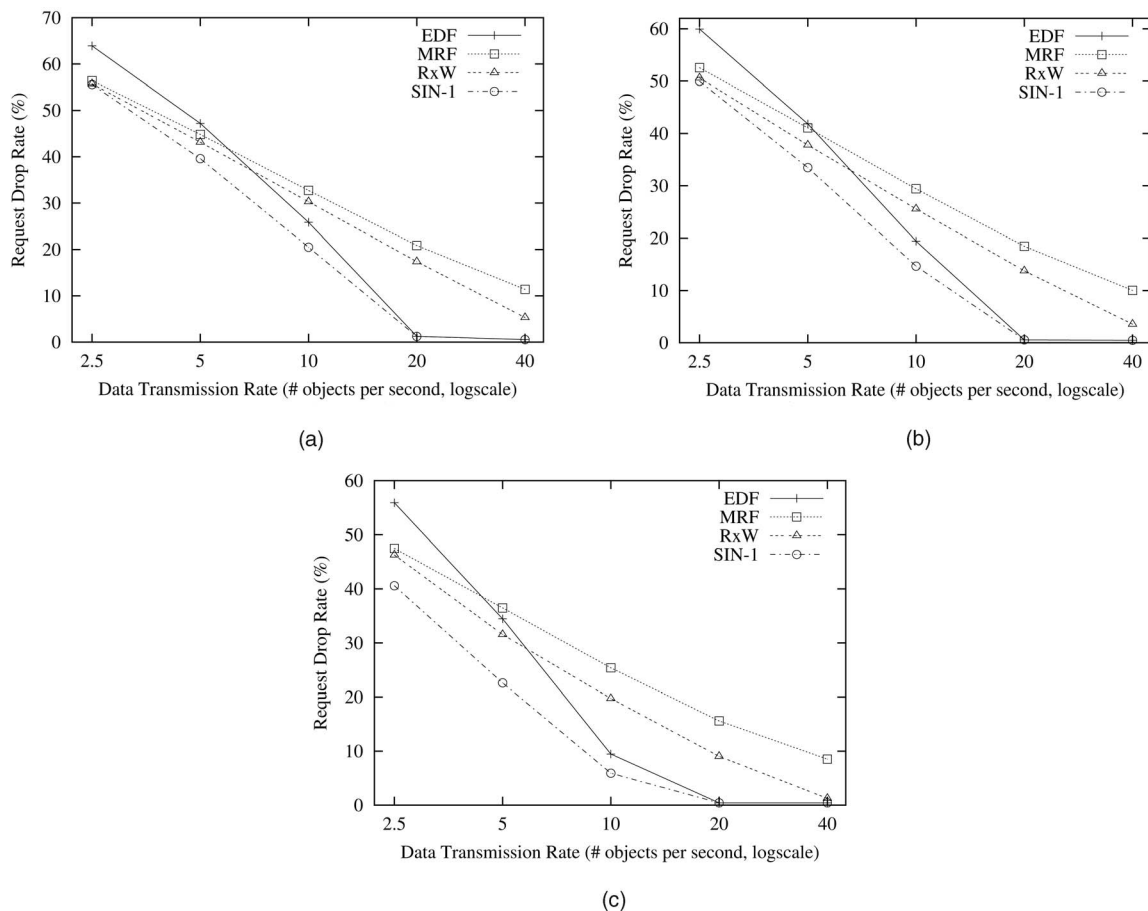 70
60
50
40
30
20
10
0
Request Drop Rate (%)
EDF
MRF
RxW
SIN-1
2.5 5 10 20 40
Data Transmission Rate (# objects per second, logscale)
(a)
60
50
40
30
20
10
0
Request Drop Rate (%)
EDF
MRF
RxW
SIN-1
2.5 5 10 20 40
Data Transmission Rate (# objects per second, logscale)
(b)
60
50
40
30
20
10
0
Request Drop Rate (%)
EDF
MRF
RxW
SIN-1
2.5 5 10 20 40
Data Transmission Rate (# objects per second, logscale)
(c)